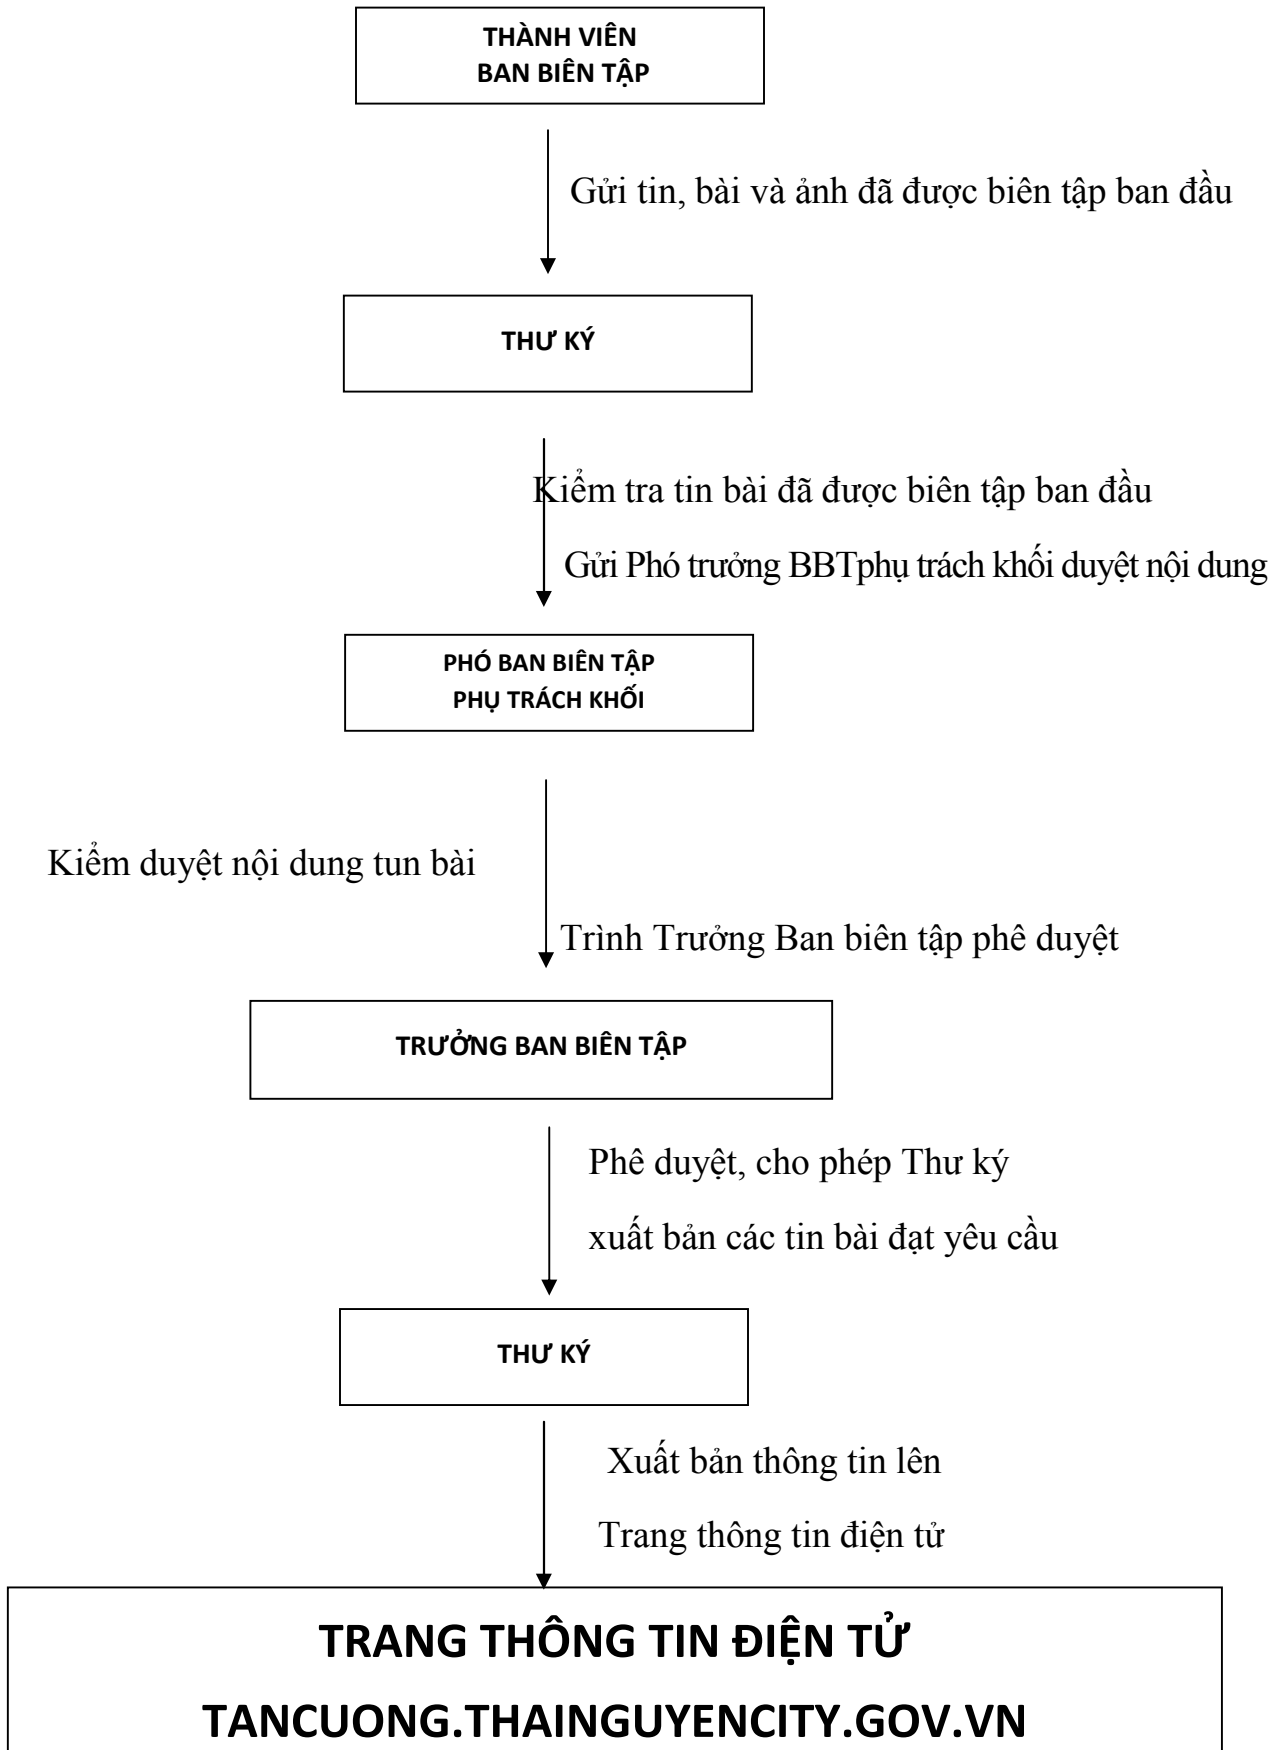 THÀNH VIÊN
BAN BIÊN TẬP
Gửi tin, bài và ảnh đã được biên tập ban đầu
THƯ KÝ
Kiểm tra tin bài đã được biên tập ban đầu
Gửi Phó trưởng BBTphụ trách khối duyệt nội dung
PHÓ BAN BIÊN TẬP
PHỤ TRÁCH KHỐI
Kiểm duyệt nội dung tun bài
Trình Trưởng Ban biên tập phê duyệt
TRƯỞNG BAN BIÊN TẬP
Phê duyệt, cho phép Thư ký
xuất bản các tin bài đạt yêu cầu
THƯ KÝ
Xuất bản thông tin lên
Trang thông tin điện tử
TRANG THÔNG TIN ĐIỆN TỬ
TANCUONG.THAINGUYENCITY.GOV.VN